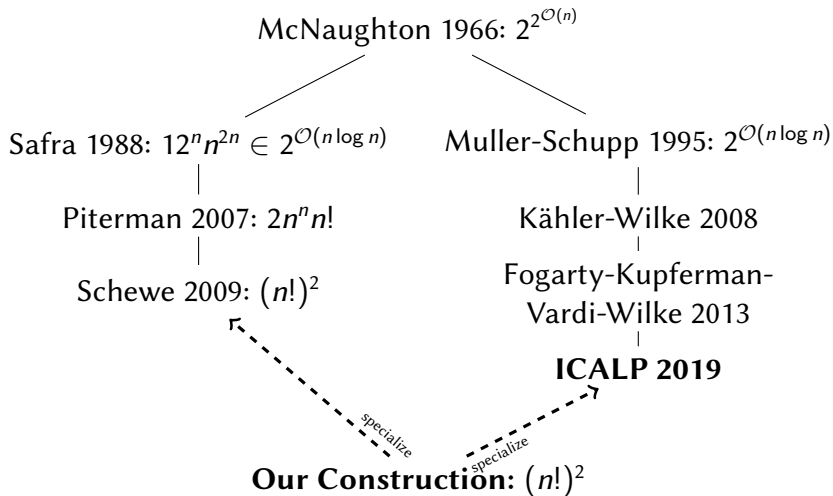 McNaughton 1966: 2^{2^{𝒪(n)}}
Safra 1988: 12^n n^{2n} ∈ 2^{𝒪(n log n)}
Muller-Schupp 1995: 2^{𝒪(n log n)}
Piterman 2007: 2n^n n!
Kähler-Wilke 2008
Schewe 2009: (n!)^2
Fogarty-Kupferman-
Vardi-Wilke 2013
ICALP 2019
specialize
specialize
Our Construction: (n!)^2